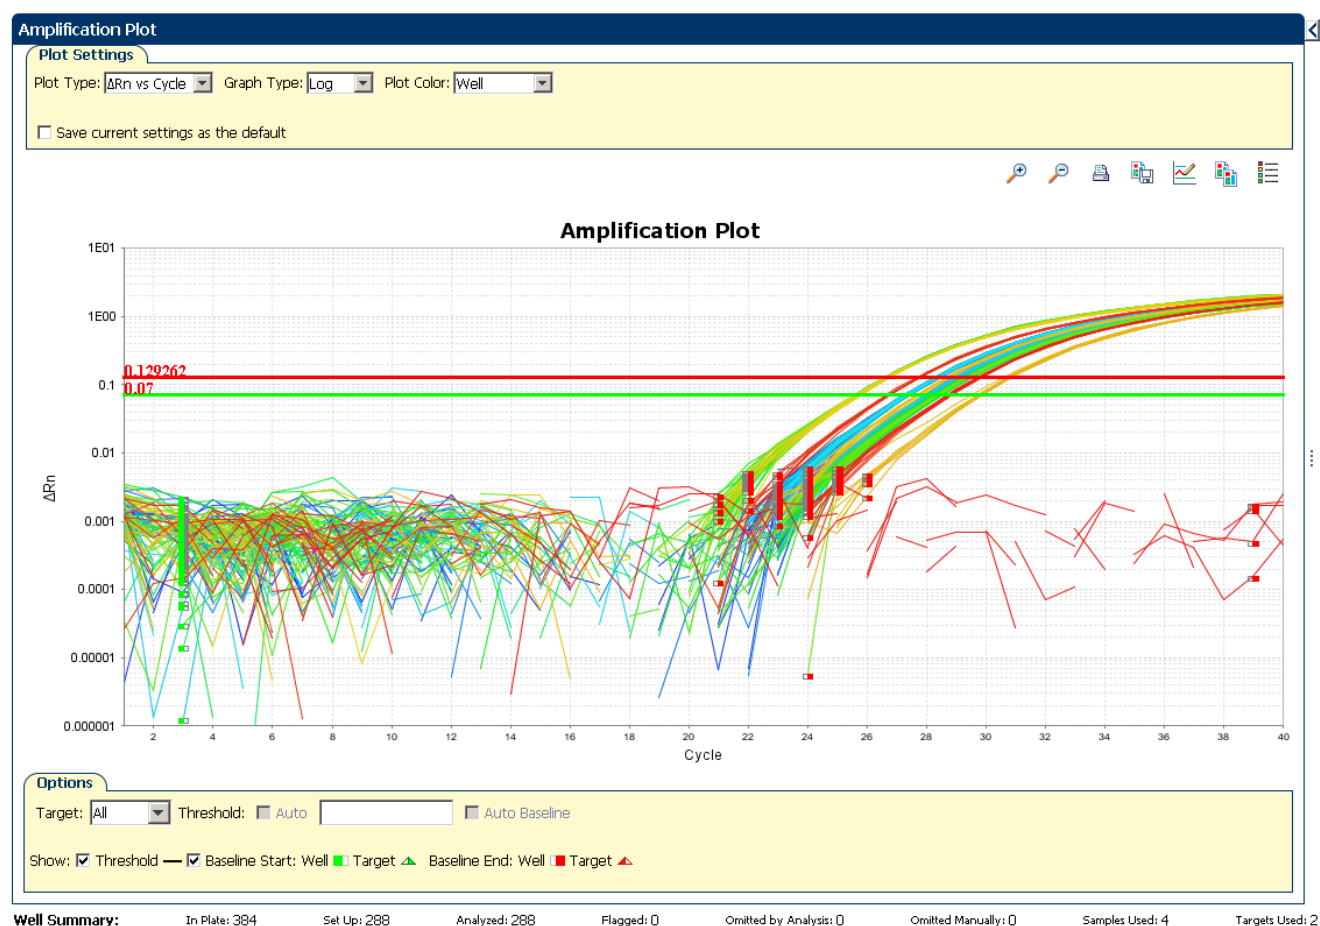 Amplification Plot
Plot Settings
Plot Type: ΔRn vs Cycle Graph Type: Log Plot Color: Well
Save current settings as the default
Amplification Plot
1E01
1E00
0.129262
0.1
0.07
0.01
0.001
0.0001
0.00001
0.000001
ΔRn
2 4 6 8 10 12 14 16 18 20 22 24 26 28 30 32 34 36 38 40
Cycle
Options
Target: All Threshold: Auto Auto Baseline
Show: Threshold Baseline Start: Well Target Baseline End: Well Target
Well Summary: In Plate: 384 Set Up: 288 Analyzed: 288 Flagged: 0 Omitted by Analysis: 0 Omitted Manually: 0 Samples Used: 4 Targets Used: 2